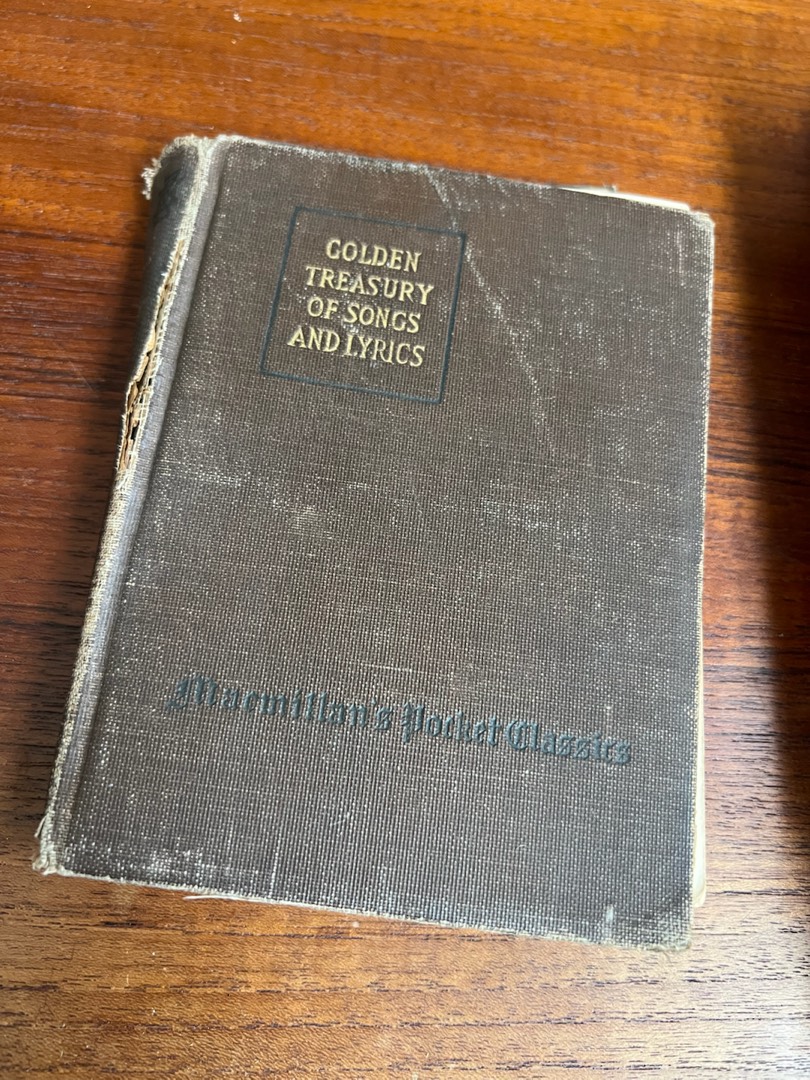 GOLDEN
TREASURY
OF SONGS
AND LYRICS
Macmillan's Pocket Classics